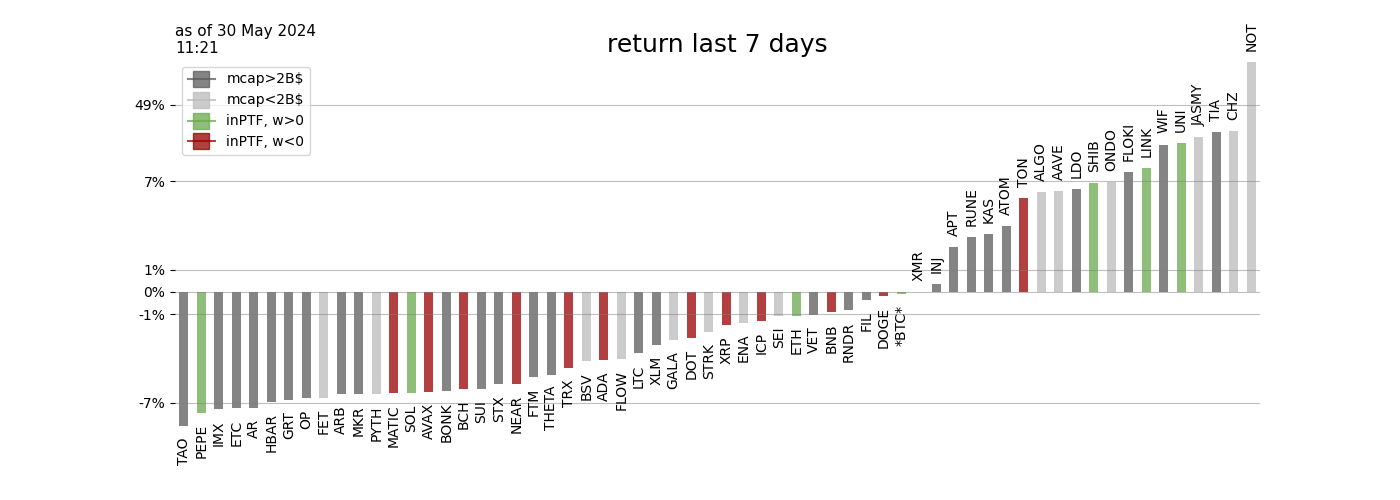 as of 30 May 2024
11:21
return last 7 days
mcap>2B$
mcap<2B$
inPTF, w>0
inPTF, w<0
49%
7%
1%
0%
-1%
-7%
TAO
PEPE
IMX
ETC
AR
HBAR
GRT
OP
FET
ARB
MKR
PYTH
MATIC
SOL
AVAX
BONK
BCH
SUI
STX
NEAR
FTM
THETA
TRX
BSV
ADA
FLOW
LTC
XLM
GALA
DOT
STRK
XRP
ENA
ICP
SEI
ETH
VET
BNB
RNDR
FIL
DOGE
*BTC*
XMR
INJ
APT
RUNE
KAS
ATOM
TON
ALGO
AAVE
LDO
SHIB
ONDO
FLOKI
LINK
WIF
UNI
JASMY
TIA
CHZ
NOT